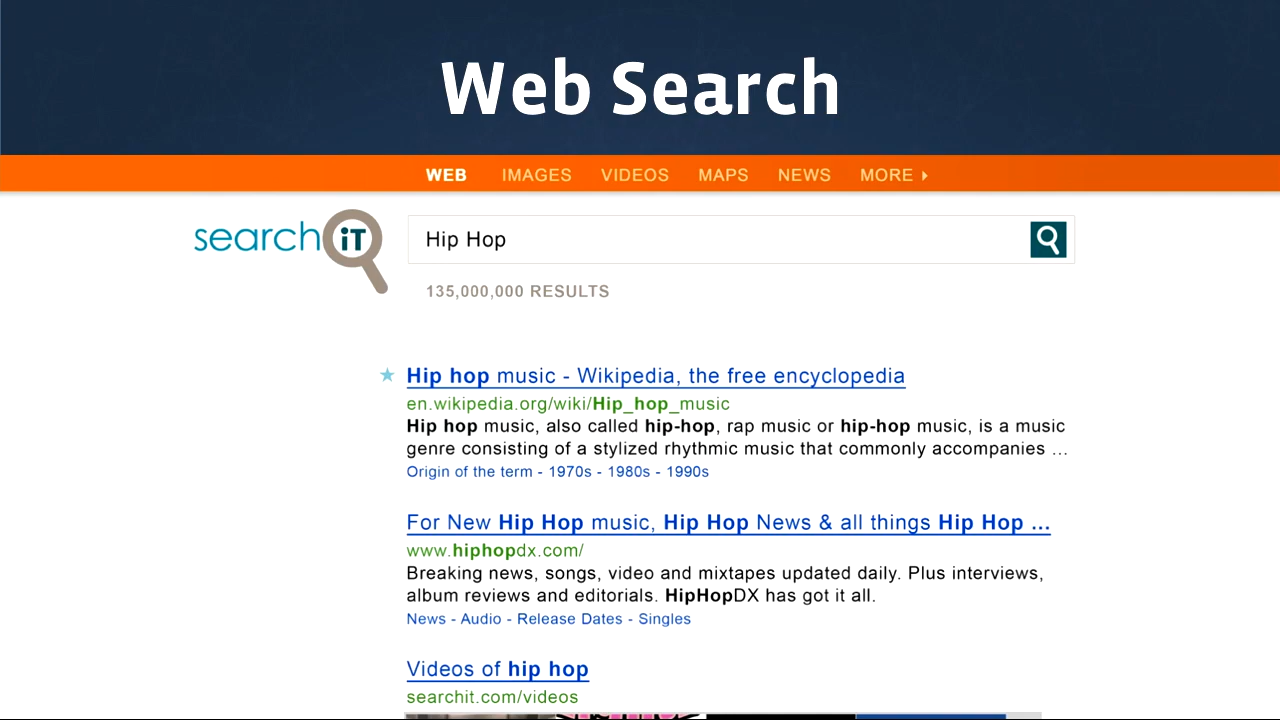 Web Search
WEB IMAGES VIDEOS MAPS NEWS MORE
search iT
Hip Hop
135,000,000 RESULTS
Hip hop music - Wikipedia, the free encyclopedia
en.wikipedia.org/wiki/Hip_hop_music
Hip hop music, also called hip-hop, rap music or hip-hop music, is a music
genre consisting of a stylized rhythmic music that commonly accompanies ...
Origin of the term - 1970s - 1980s - 1990s
For New Hip Hop music, Hip Hop News & all things Hip Hop ...
www.hiphopdx.com/
Breaking news, songs, video and mixtapes updated daily. Plus interviews,
album reviews and editorials. HipHopDX has got it all.
News - Audio - Release Dates - Singles
Videos of hip hop
searchit.com/videos